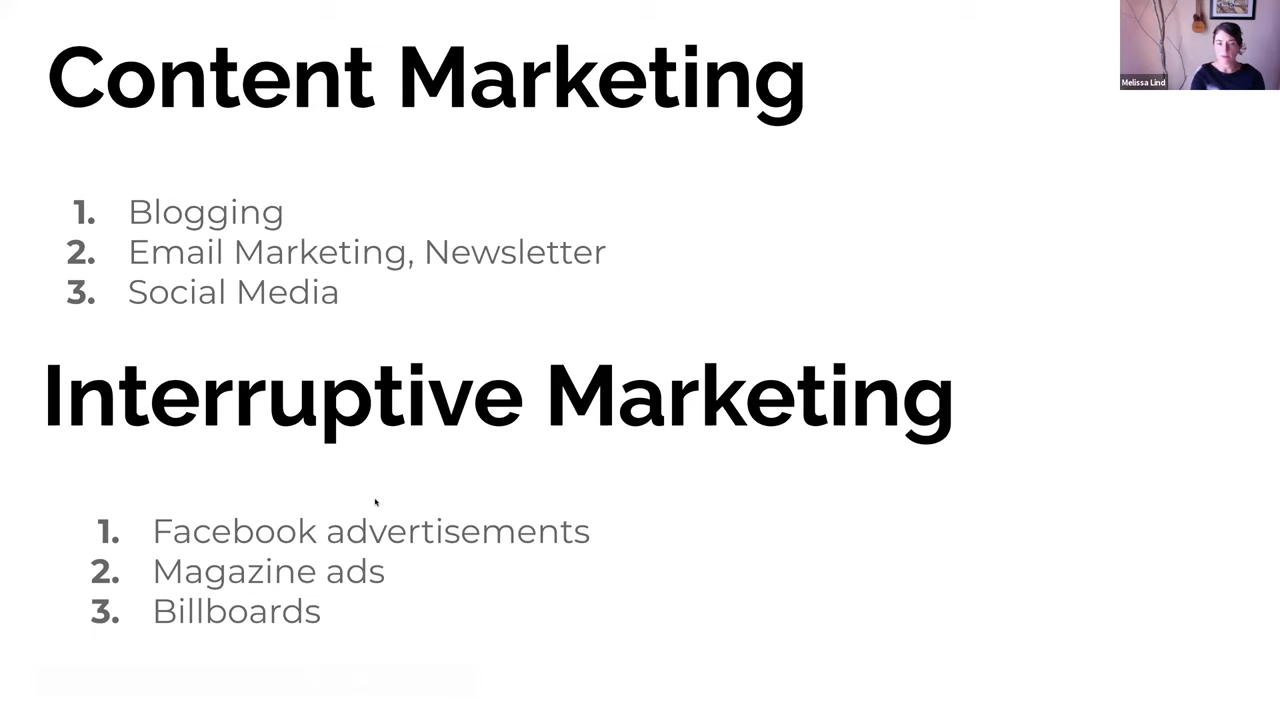 Content Marketing
1. Blogging
2. Email Marketing, Newsletter
3. Social Media
Interruptive Marketing
1. Facebook advertisements
2. Magazine ads
3. Billboards
Melissa Lind